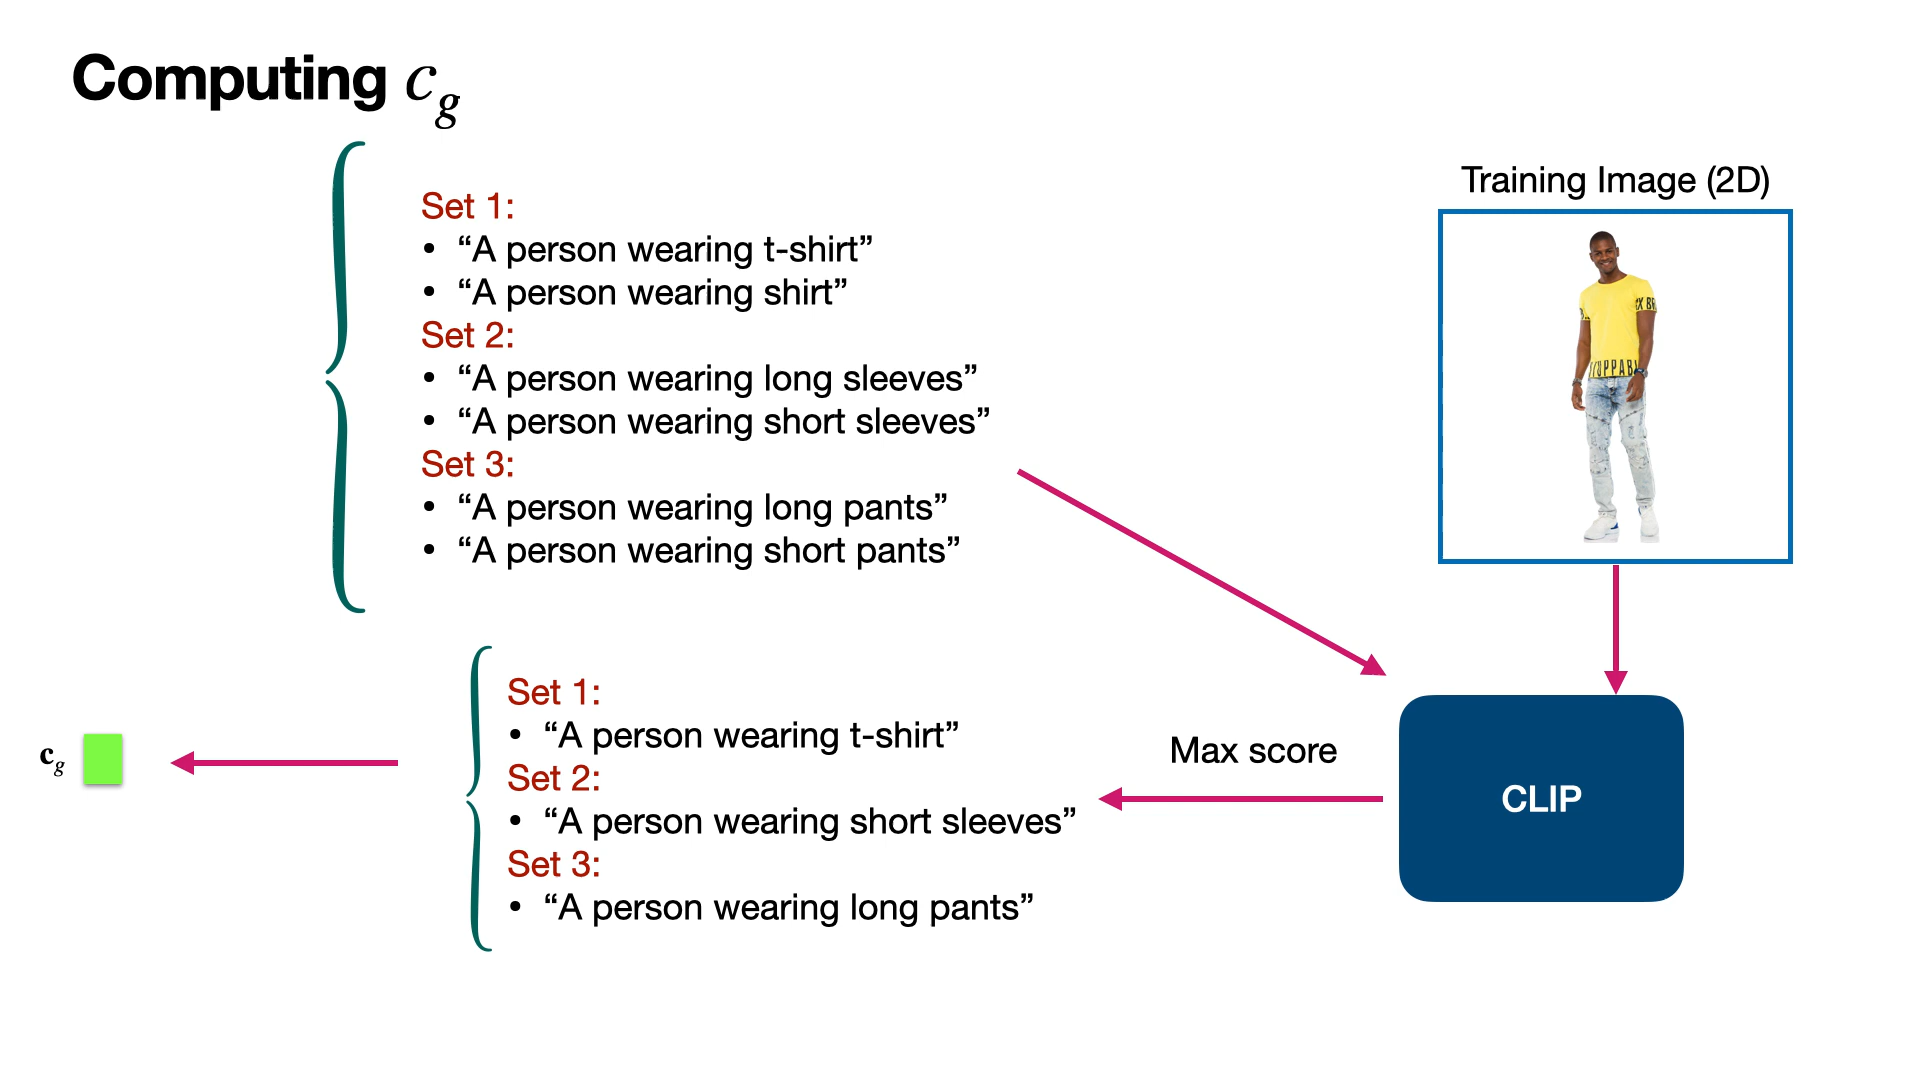 Computing c_g
Set 1:
• “A person wearing t-shirt”
• “A person wearing shirt”
Set 2:
• “A person wearing long sleeves”
• “A person wearing short sleeves”
Set 3:
• “A person wearing long pants”
• “A person wearing short pants”
Training Image (2D)
X BR
UPPAB
Set 1:
• “A person wearing t-shirt”
Set 2:
• “A person wearing short sleeves”
Set 3:
• “A person wearing long pants”
Max score
CLIP
c_g